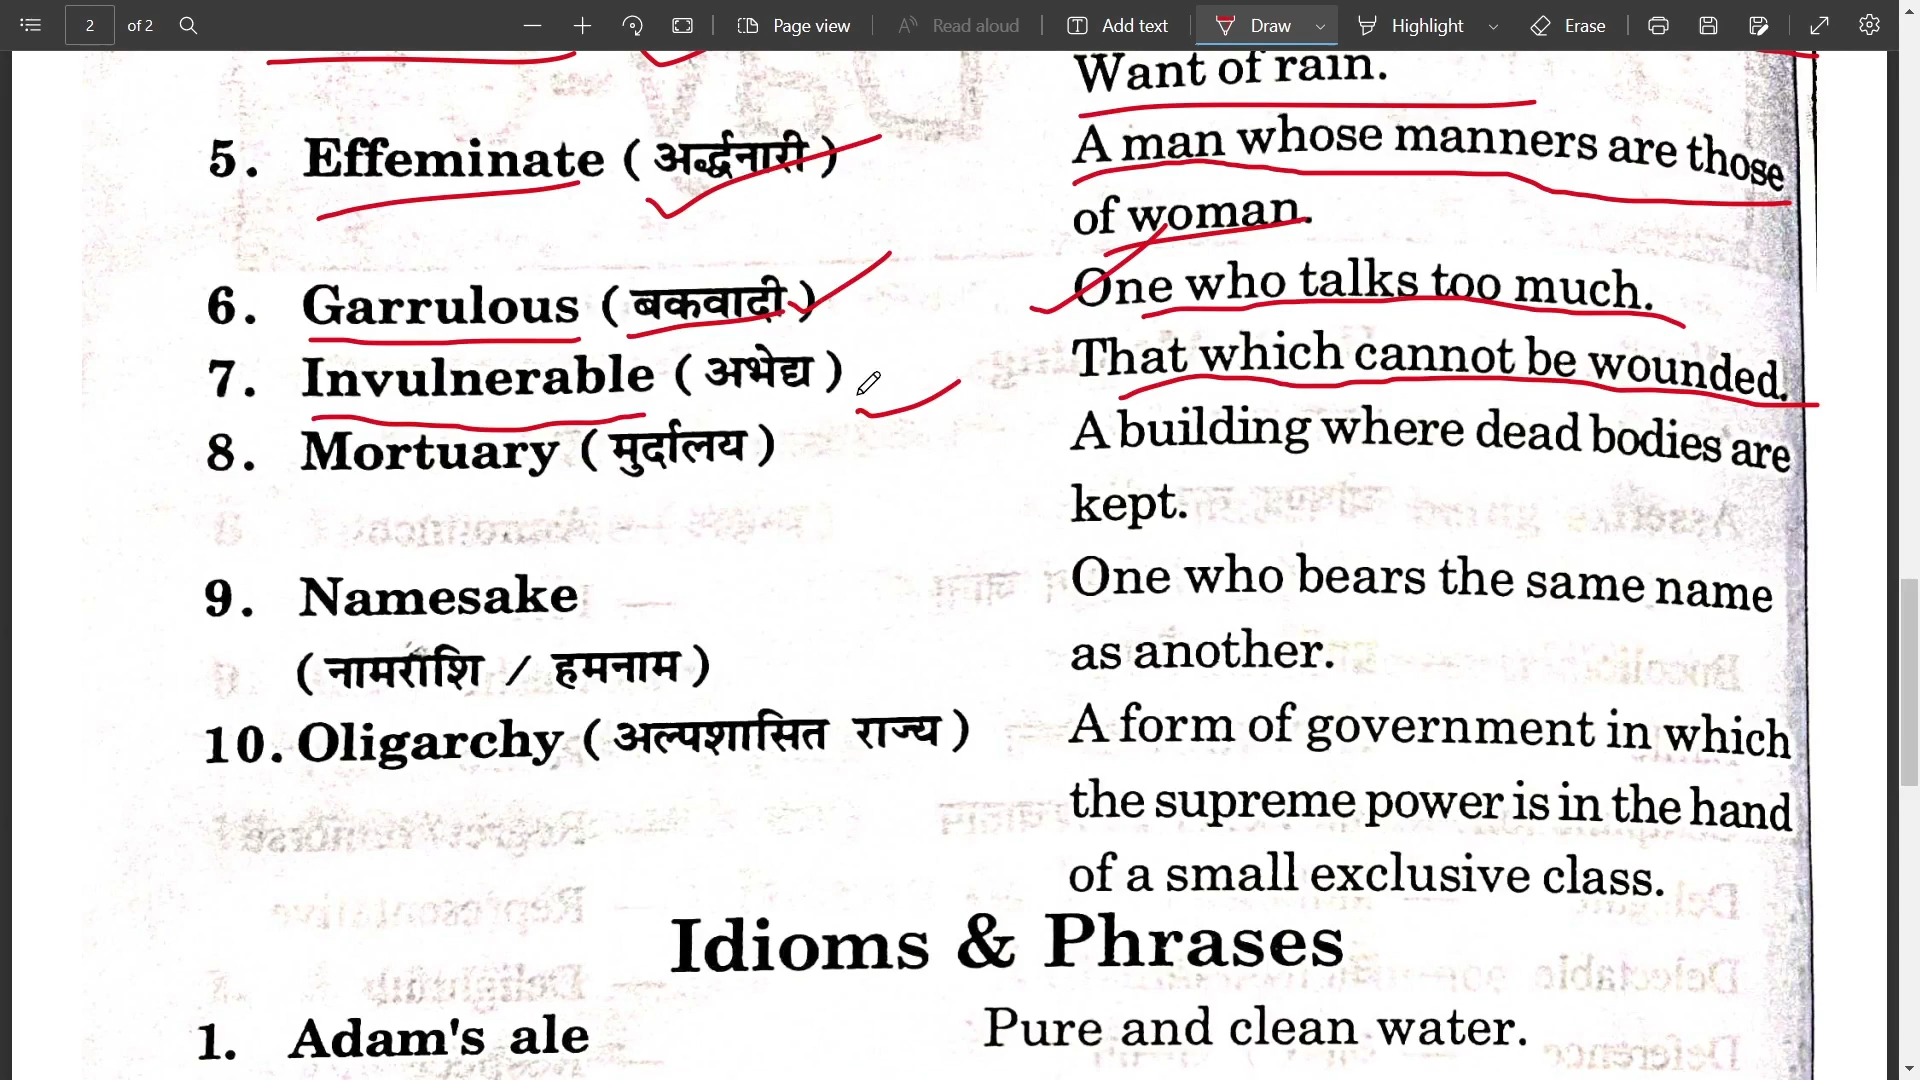 2 of 2 Page view Read aloud Add text Draw Highlight Erase
Want of rain.
5. Effeminate ( अर्द्धनारी ) A man whose manners are those
of woman.
6. Garrulous ( बकवादी ) One who talks too much.
7. Invulnerable ( अभेद्य ) That which cannot be wounded.
8. Mortuary ( मुर्दालय ) A building where dead bodies are
kept.
9. Namesake One who bears the same name
( नामराशि / हमनाम ) as another.
10. Oligarchy ( अल्पशासित राज्य ) A form of government in which
the supreme power is in the hand
of a small exclusive class.
Idioms & Phrases
1. Adam's ale Pure and clean water.